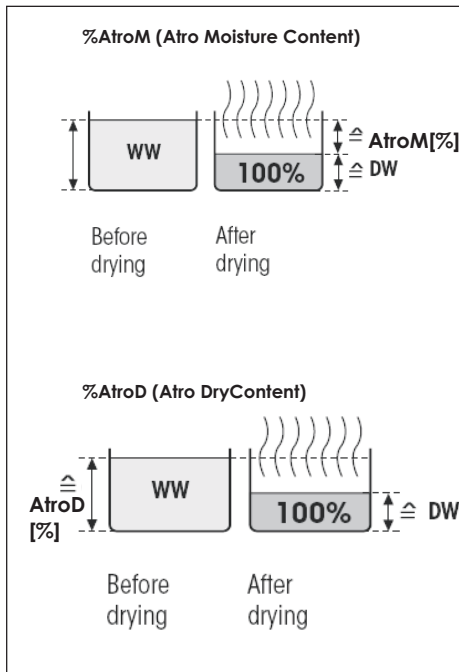 %AtroM (Atro Moisture Content)
WW
100%
≙ AtroM[%]
≙ DW
Before
drying
After
drying
%AtroD (Atro DryContent)
≙
AtroD
[%]
WW
100%
≙ DW
Before
drying
After
drying